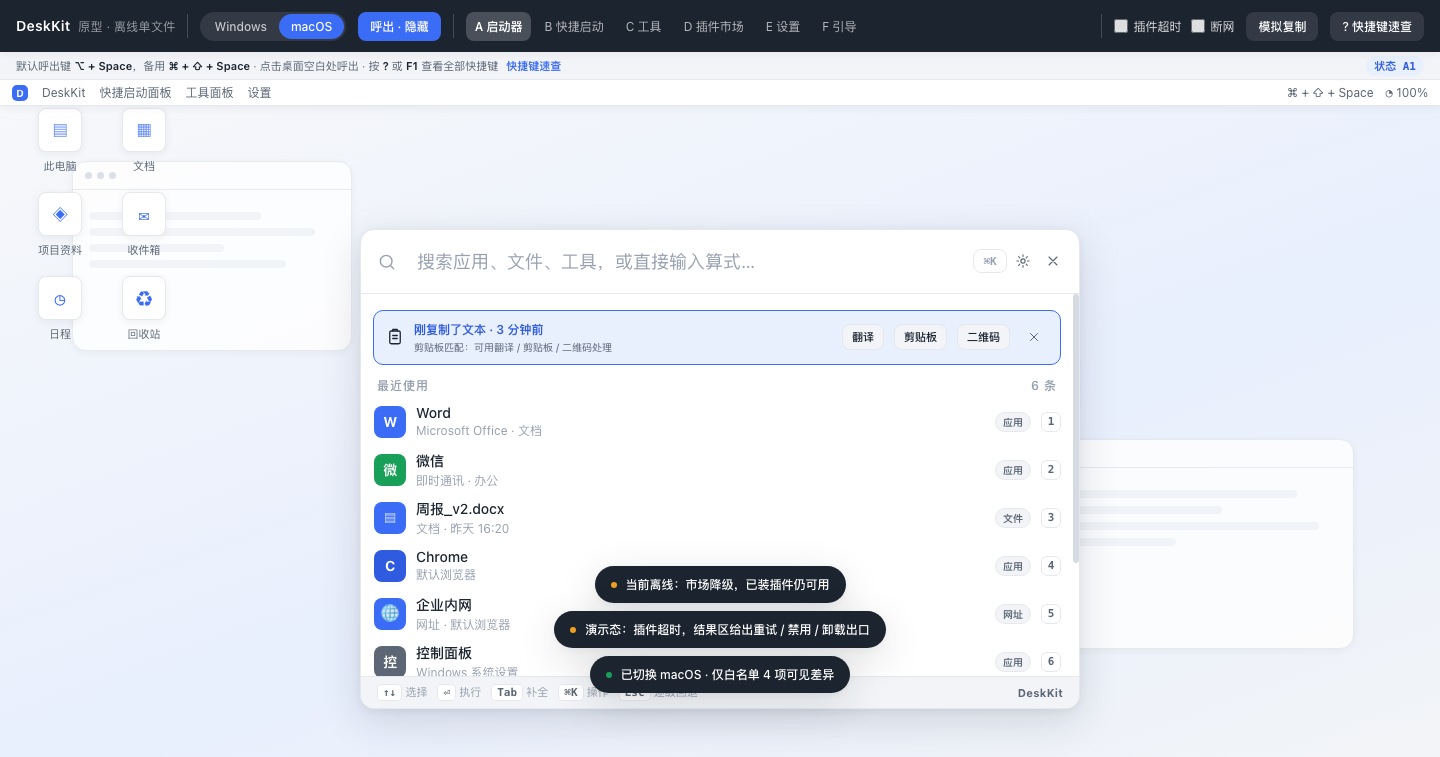 DeskKit 原型 · 离线单文件 Windows macOS 呼出 · 隐藏 A 启动器 B 快捷启动 C 工具 D 插件市场 E 设置 F 引导 插件超时 断网 模拟复制 ? 快捷键速查
默认呼出键 ⌥ + Space，备用 ⌘ + ⇧ + Space · 点击桌面空白处呼出 · 按 ? 或 F1 查看全部快捷键 快捷键速查 状态 A1
D DeskKit 快捷启动面板 工具面板 设置 ⌘ + ⇧ + Space ◔ 100%
此电脑 文档
项目资料 收件箱
日程 回收站
搜索应用、文件、工具，或直接输入算式… ⌘K
刚复制了文本 · 3 分钟前
剪贴板匹配：可用翻译 / 剪贴板 / 二维码处理
翻译 剪贴板 二维码
最近使用 6 条
W Word 应用 1
Microsoft Office · 文档
微 微信 应用 2
即时通讯 · 办公
周报_v2.docx 文件 3
文档 · 昨天 16:20
C Chrome 应用 4
默认浏览器
企业内网 网址 5
网址 · 默认浏览器
控 控制面板 应用 6
Windows 系统设置
当前离线：市场降级，已装插件仍可用
演示态：插件超时，结果区给出重试 / 禁用 / 卸载出口
已切换 macOS · 仅白名单 4 项可见差异
↑↓ 选择 ⏎ 执行 Tab 补全 ⌘K DeskKit